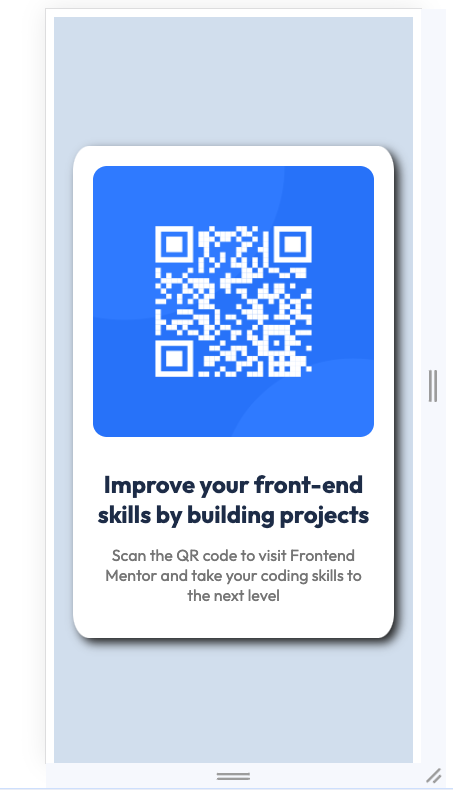 Improve your front-end
skills by building projects
Scan the QR code to visit Frontend
Mentor and take your coding skills to
the next level